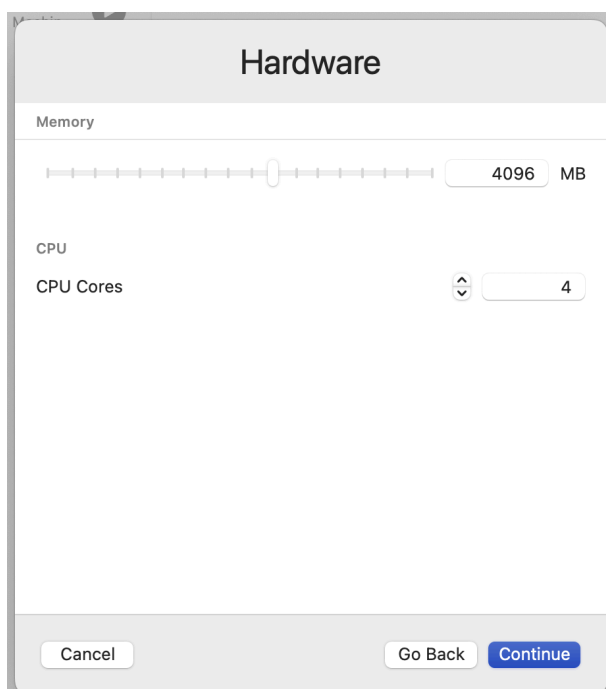 Hardware
Memory
4096 MB
CPU
CPU Cores 4
Cancel Go Back Continue